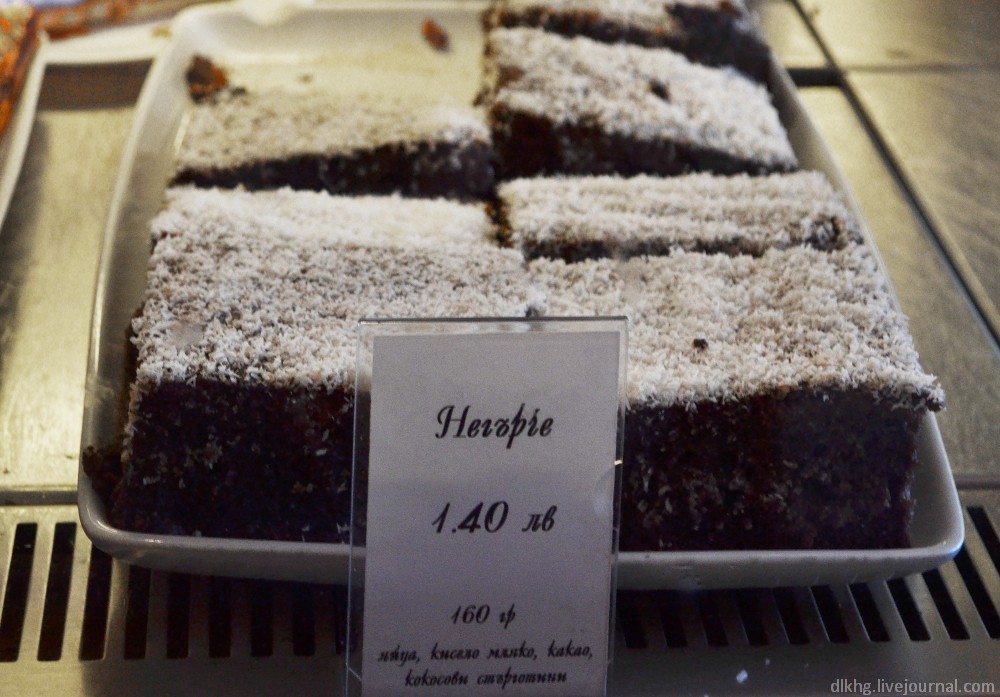 Негърче
1.40 лв
160 гр
яйца, кисело мляко, какао,
кокосови стърготини
dlkhg.livejournal.com